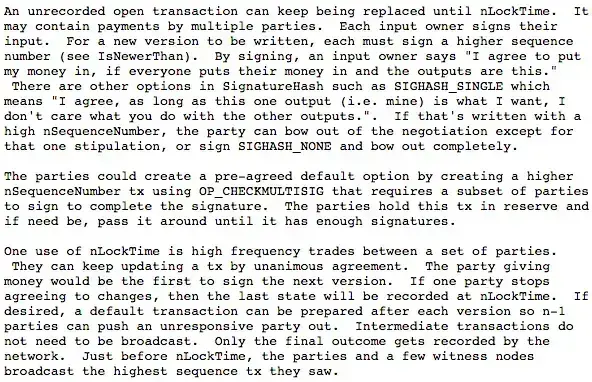 An unrecorded open transaction can keep being replaced until nLockTime.  It
may contain payments by multiple parties.  Each input owner signs their
input.  For a new version to be written, each must sign a higher sequence
number (see IsNewerThan).  By signing, an input owner says "I agree to put
my money in, if everyone puts their money in and the outputs are this."
 There are other options in SignatureHash such as SIGHASH_SINGLE which
means "I agree, as long as this one output (i.e. mine) is what I want, I
don't care what you do with the other outputs.".  If that's written with a
high nSequenceNumber, the party can bow out of the negotiation except for
that one stipulation, or sign SIGHASH_NONE and bow out completely.

The parties could create a pre-agreed default option by creating a higher
nSequenceNumber tx using OP_CHECKMULTISIG that requires a subset of parties
to sign to complete the signature.  The parties hold this tx in reserve and
if need be, pass it around until it has enough signatures.

One use of nLockTime is high frequency trades between a set of parties.
 They can keep updating a tx by unanimous agreement.  The party giving
money would be the first to sign the next version.  If one party stops
agreeing to changes, then the last state will be recorded at nLockTime.  If
desired, a default transaction can be prepared after each version so n-1
parties can push an unresponsive party out.  Intermediate transactions do
not need to be broadcast.  Only the final outcome gets recorded by the
network.  Just before nLockTime, the parties and a few witness nodes
broadcast the highest sequence tx they saw.